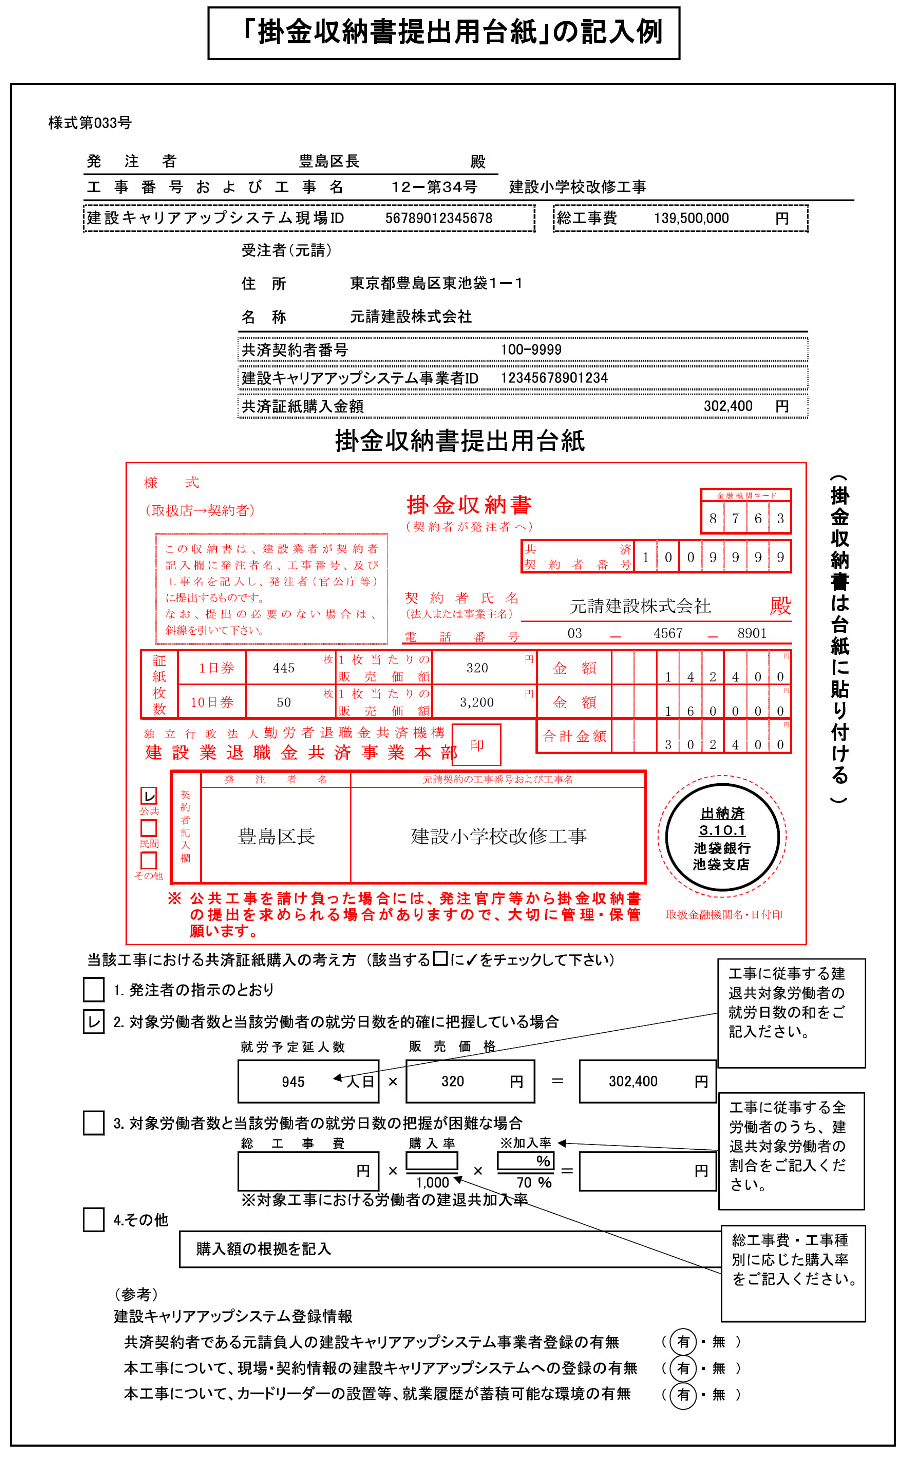 「掛金収納書提出用台紙」の記入例
様式第033号
発注者 豊島区長 殿
工事番号および工事名 12－第34号 建設小学校改修工事
建設キャリアアップシステム現場ID 56789012345678 総工事費 139,500,000 円
受注者（元請）
住所 東京都豊島区東池袋1－1
名称 元請建設株式会社
共済契約者番号 100-9999
建設キャリアアップシステム事業者ID 12345678901234
共済証紙購入金額 302,400 円
掛金収納書提出用台紙
（掛金収納書は台紙に貼り付ける）
様式
（取扱店→契約者）
掛金収納書
（契約者が発注者へ）
金融機関コード
8763
この収納書は、建設業者が契約者
記入欄に発注者名、工事番号、及び
工事名を記入し、発注者（官公庁等）
に提出するものです。
なお、提出の必要のない場合は、
斜線を引いて下さい。
共済契約者番号 1009999
契約者氏名
（法人または事業主名）
元請建設株式会社 殿
電話番号 03 － 4567 － 8901
証紙枚数
1日券 445 枚 1枚当たりの販売価額 320 円 金額 142400 円
10日券 50 枚 1枚当たりの販売価額 3,200 円 金額 160000 円
合計金額 302400 円
独立行政法人勤労者退職金共済機構
建設業退職金共済事業本部 印
レ 公共
民間
その他
契約者記入欄
発注者名 元請契約の工事番号および工事名
豊島区長 建設小学校改修工事
出納済
3.10.1
池袋銀行
池袋支店
取扱金融機関名・日付印
※ 公共工事を請け負った場合には、発注官庁等から掛金収納書
の提出を求められる場合がありますので、大切に管理・保管
願います。
当該工事における共済証紙購入の考え方（該当する□に✓をチェックして下さい）
1. 発注者の指示のとおり
レ 2. 対象労働者数と当該労働者の就労日数を的確に把握している場合
就労予定延人数 販売価格
945 人日 × 320 円 ＝ 302,400 円
工事に従事する建
退共対象労働者の
就労日数の和をご
記入ださい。
3. 対象労働者数と当該労働者の就労日数の把握が困難な場合
総工事費 購入率 ※加入率
円 × 1,000 × % 70 % ＝ 円
※対象工事における労働者の建退共加入率
工事に従事する全
労働者のうち、建
退共対象労働者の
割合をご記入くだ
さい。
4.その他
購入額の根拠を記入
総工事費・工事種
別に応じた購入率
をご記入ください。
（参考）
建設キャリアアップシステム登録情報
共済契約者である元請負人の建設キャリアアップシステム事業者登録の有無 （ 有 ・ 無 ）
本工事について、現場・契約情報の建設キャリアアップシステムへの登録の有無 （ 有 ・ 無 ）
本工事について、カードリーダーの設置等、就業履歴が蓄積可能な環境の有無 （ 有 ・ 無 ）